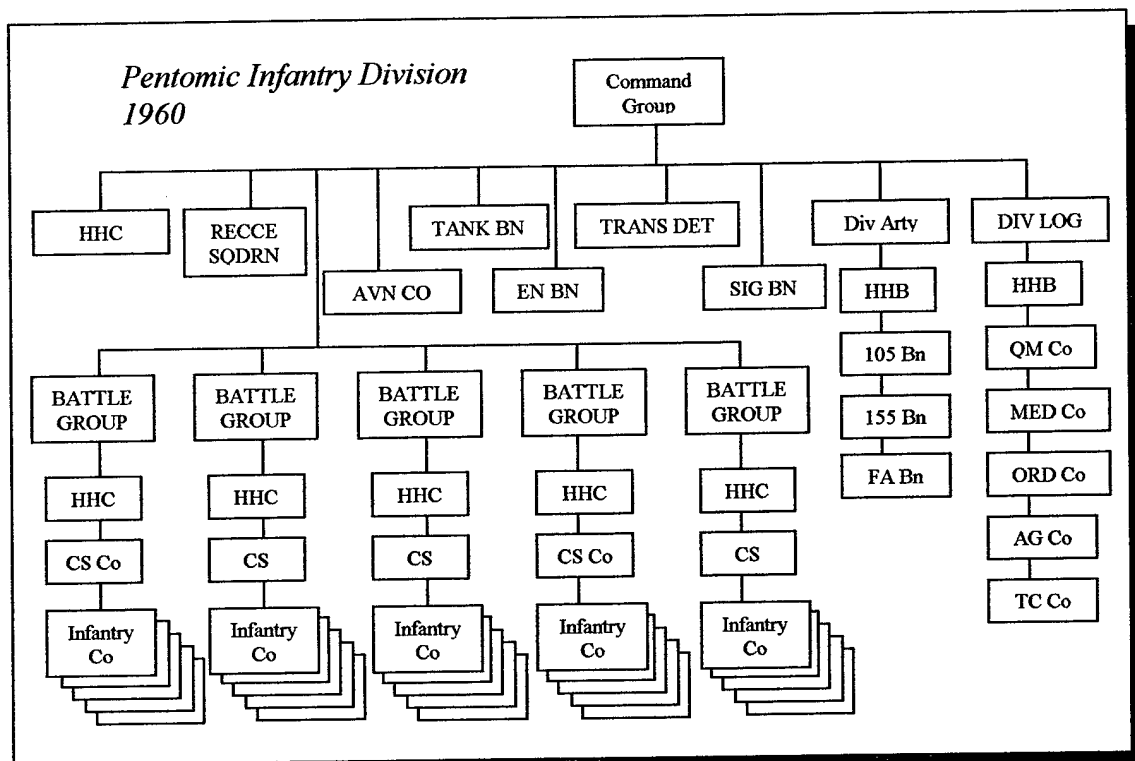 Pentomic Infantry Division
1960
Command
Group
HHC
RECCE
SQDRN
AVN CO
TANK BN
EN BN
TRANS DET
SIG BN
Div Arty
HHB
105 Bn
155 Bn
FA Bn
DIV LOG
HHB
QM Co
MED Co
ORD Co
AG Co
TC Co
BATTLE
GROUP
HHC
CS Co
Infantry
Co
BATTLE
GROUP
HHC
CS
Infantry
Co
BATTLE
GROUP
HHC
CS
Infantry
Co
BATTLE
GROUP
HHC
CS Co
Infantry
Co
BATTLE
GROUP
HHC
CS
Infantry
Co